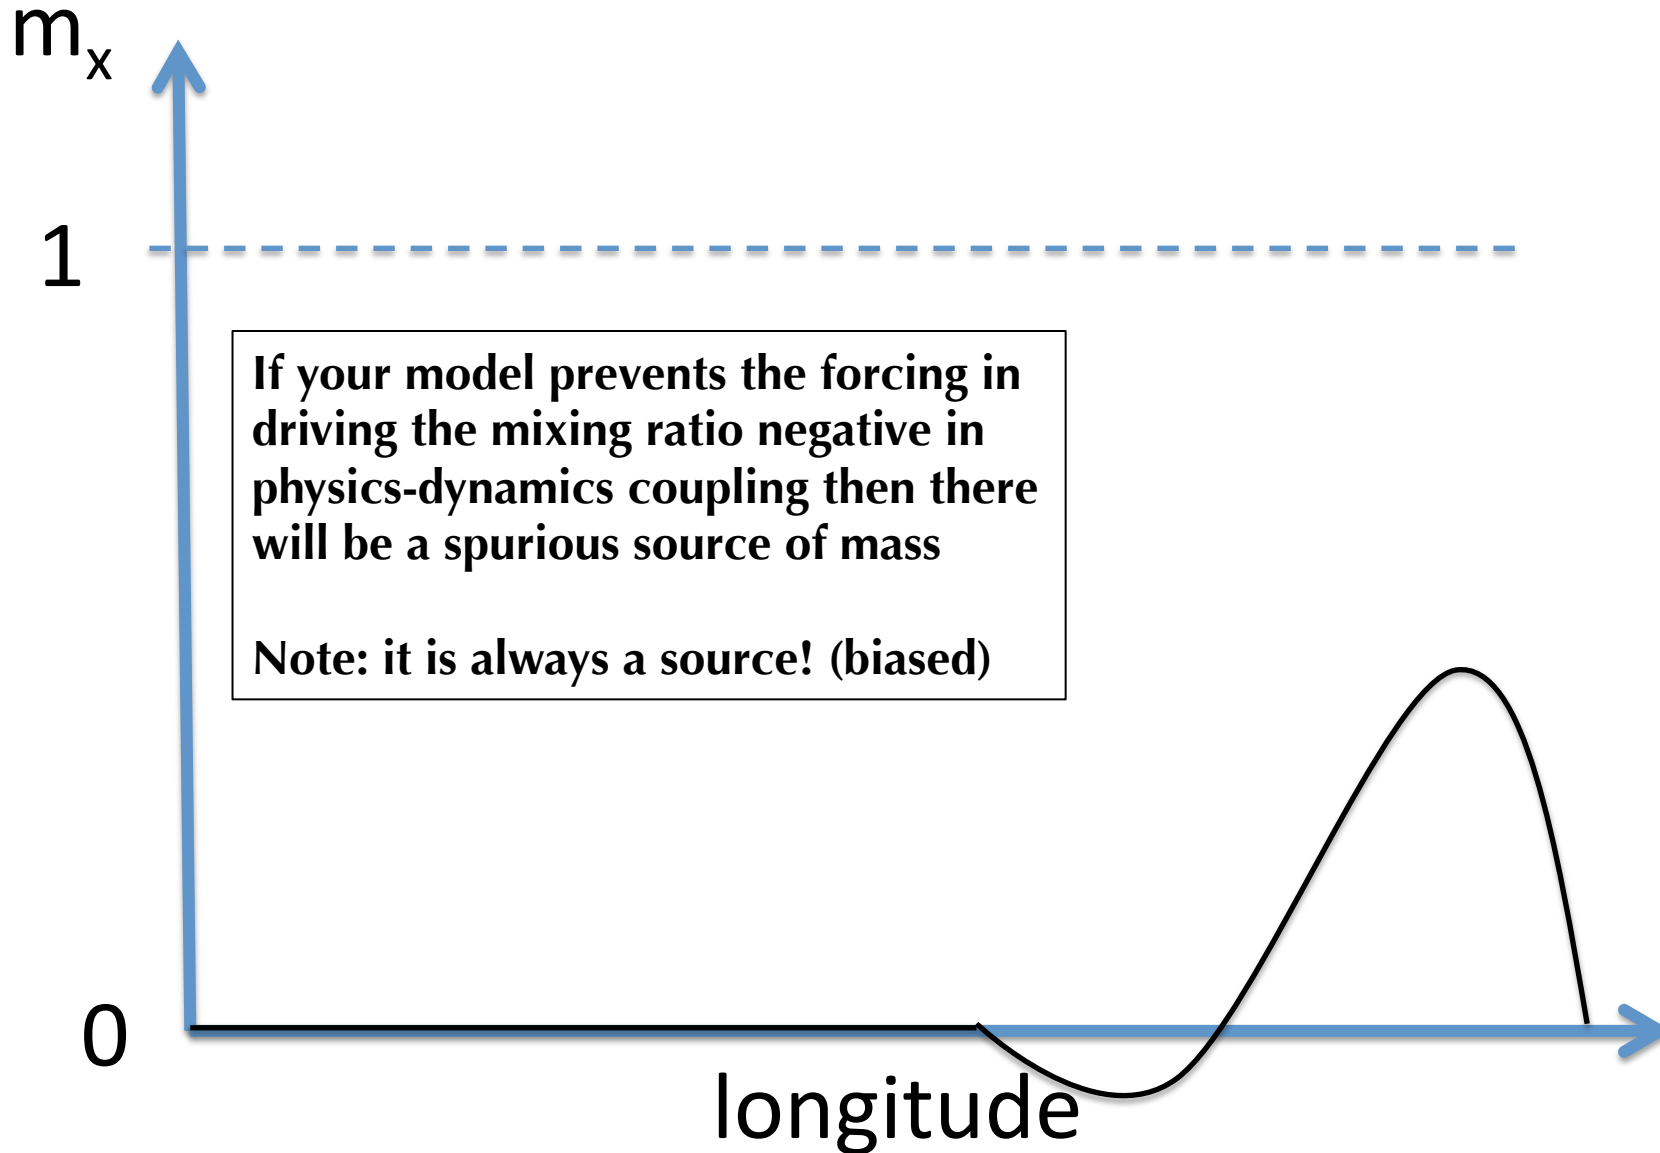 mₓ
1
If your model prevents the forcing in
driving the mixing ratio negative in
physics-dynamics coupling then there
will be a spurious source of mass
Note: it is always a source! (biased)
0
longitude